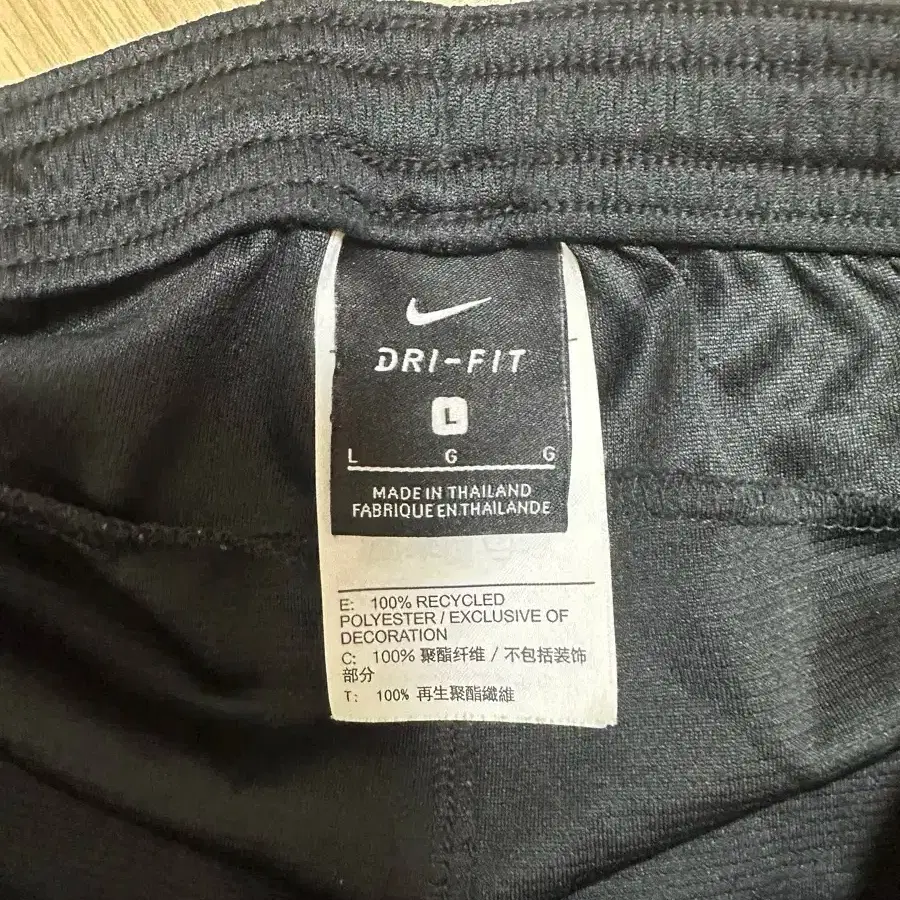 DRI-FIT
L
L G G
MADE IN THAILAND
FABRIQUE EN THAILANDE
E: 100% RECYCLED
POLYESTER / EXCLUSIVE OF
DECORATION
C: 100% 聚酯纤维 / 不包括装饰
部分
T: 100% 再生聚酯纖維